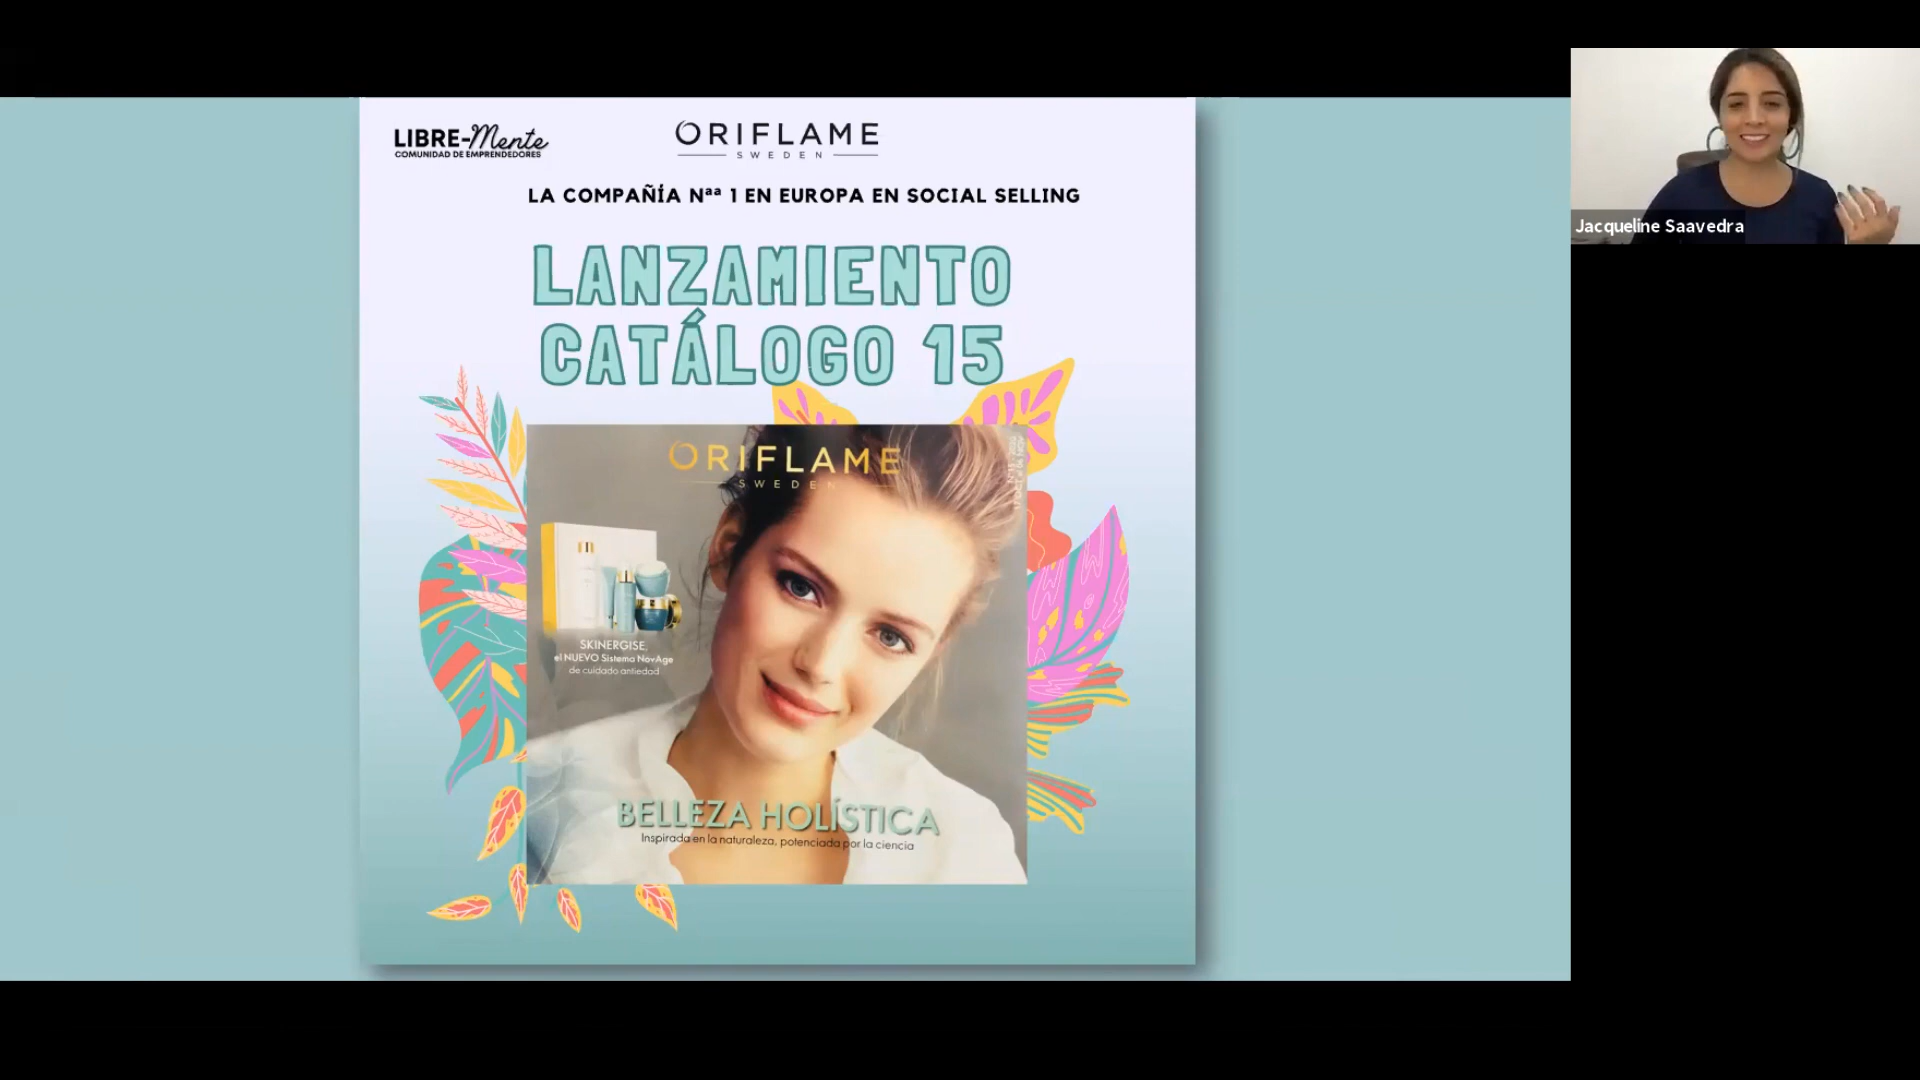 LIBRE-Mente
COMUNIDAD DE EMPRENDEDORES
ORIFLAME
SWEDEN
LA COMPAÑÍA Nªª 1 EN EUROPA EN SOCIAL SELLING
LANZAMIENTO
CATÁLOGO 15
ORIFLAME
SWEDEN
SKINERGISE,
el NUEVO Sistema NovAge
de cuidado antiedad
BELLEZA HOLÍSTICA
Inspirada en la naturaleza, potenciada por la ciencia
Jacqueline Saavedra